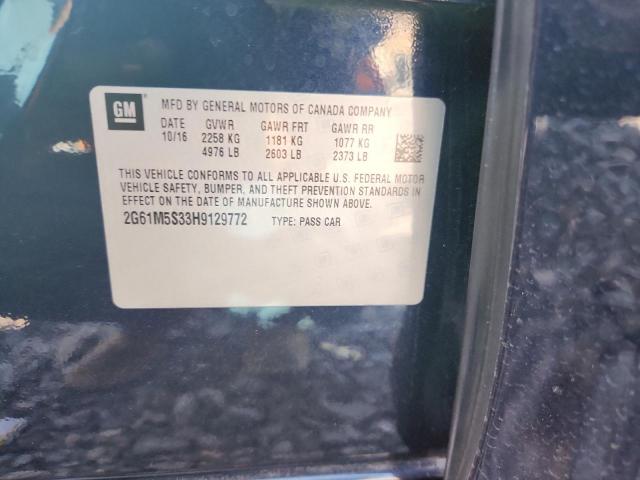 GM
MFD BY GENERAL MOTORS OF CANADA COMPANY
DATE GVWR GAWR FRT GAWR RR
10/16 2258 KG 1181 KG 1077 KG
4976 LB 2603 LB 2373 LB
THIS VEHICLE CONFORMS TO ALL APPLICABLE U.S. FEDERAL MOTOR
VEHICLE SAFETY, BUMPER, AND THEFT PREVENTION STANDARDS IN
EFFECT ON THE DATE OF MANUFACTURE SHOWN ABOVE.
2G61M5S33H9129772 TYPE: PASS CAR